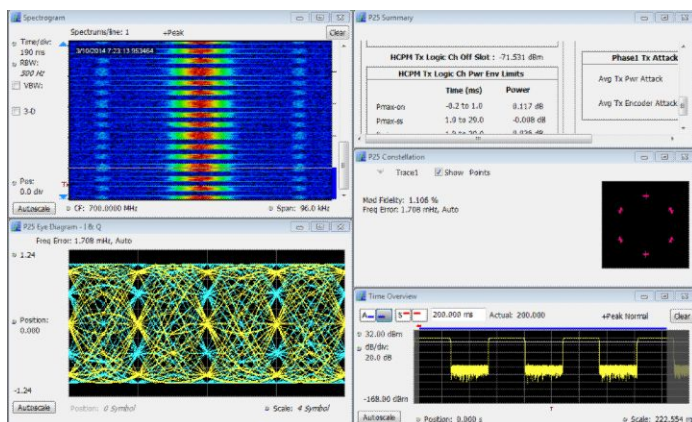 Spectrogram
Time/div: Spectrums/line: 1 +Peak Clear
190 ms
3/10/2014 7:23:13.953464
RBW:
300 Hz
VBW:
3-D
Pos:
0.0 div
Autoscale CF: 700.0000 MHz Span: 96.0 kHz
P25 Eye Diagram - I & Q
Freq Error: 1.708 mHz, Auto
1.24
Position:
0.000
-1.24
Autoscale Position: 0 Symbol Scale: 4 Symbol
P25 Summary
HCPM Tx Logic Ch Off Slot : -71.531 dBm
HCPM Tx Logic Ch Pwr Env Limits
Time (ms) Power
Pmax-on -0.2 to 1.0 0.117 dB
Pmax-ss 1.0 to 29.0 -0.008 dB
Phase1 Tx Attack
Avg Tx Pwr Attack
Avg Tx Encoder Attack
P25 Constellation
Trace1 Show Points
Mod Fidelity: 1.106 %
Freq Error: 1.708 mHz, Auto
Time Overview
200.000 ms Actual: 200.000 +Peak Normal Clear
32.00 dBm
dB/div:
20.0 dB
-168.00 dBm
Autoscale Position: 0.000 s Scale: 222.554 ms